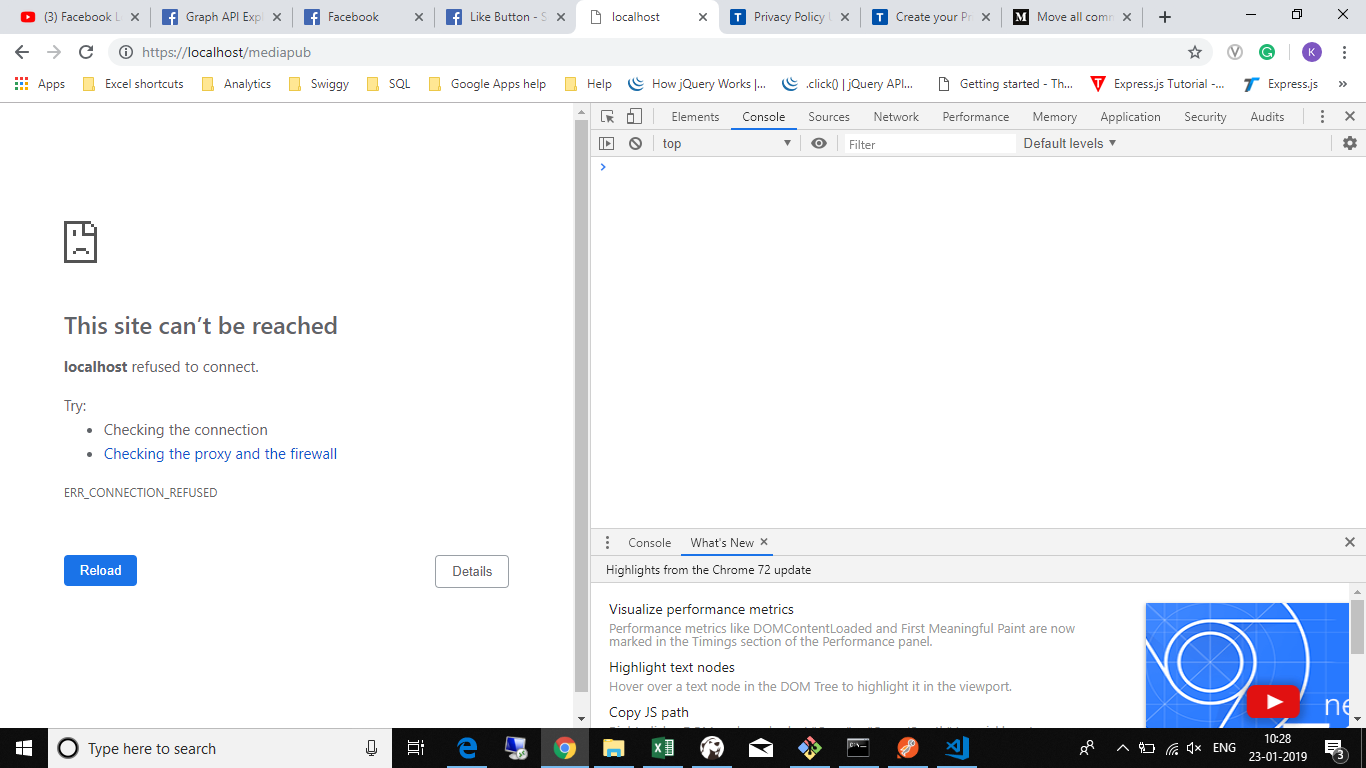 (3) Facebook L
Graph API Expl
Facebook
Like Button - S
localhost
Privacy Policy
Create your Pr
Move all comm
https://localhost/mediapub
K
Apps
Excel shortcuts
Analytics
Swiggy
SQL
Google Apps help
Help
How jQuery Works |...
.click() | jQuery API...
Getting started - Th...
Express.js Tutorial -...
Express.js
»
Elements
Console
Sources
Network
Performance
Memory
Application
Security
Audits
top
Filter
Default levels
This site can't be reached
localhost refused to connect.
Try:
• Checking the connection
• Checking the proxy and the firewall
ERR_CONNECTION_REFUSED
Reload
Details
Console
What's New
Highlights from the Chrome 72 update
Visualize performance metrics
Performance metrics like DOMContentLoaded and First Meaningful Paint are now
marked in the Timings section of the Performance panel.
Highlight text nodes
Hover over a text node in the DOM Tree to highlight it in the viewport.
Copy JS path
ne
Type here to search
ENG
10:28
23-01-2019
3